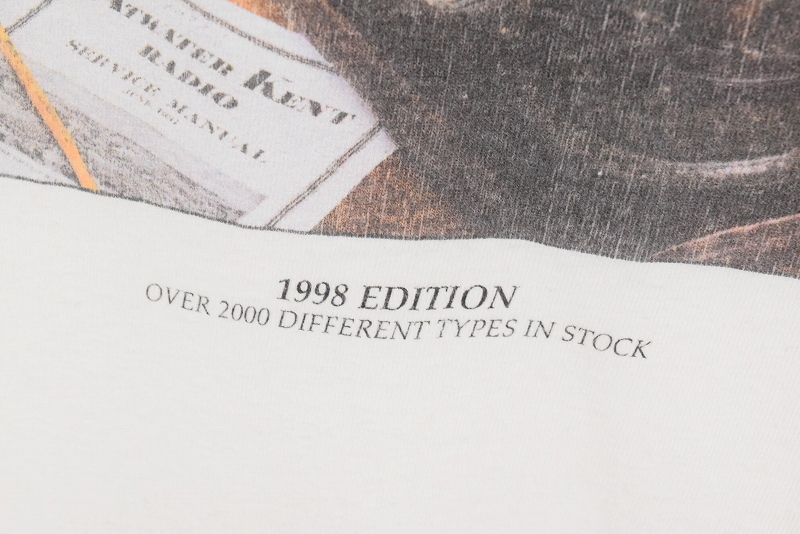 ATWATER KENT
RADIO
SERVICE MANUAL
1998 EDITION
OVER 2000 DIFFERENT TYPES IN STOCK